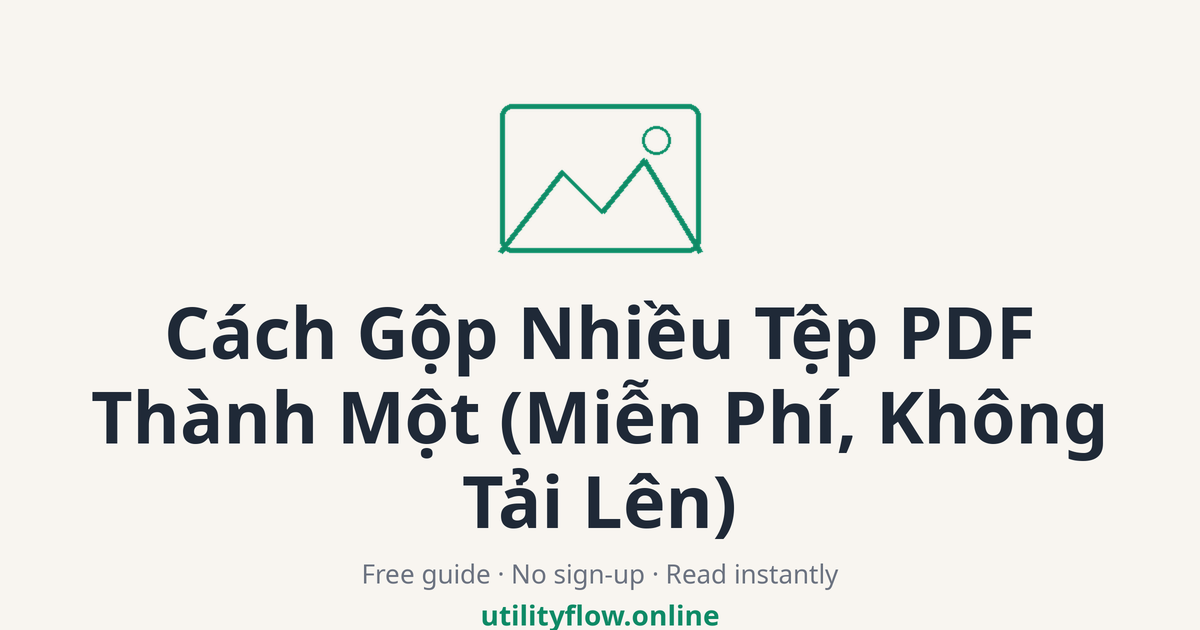 Cách Gộp Nhiều Tệp PDF
Thành Một (Miễn Phí, Không
Tải Lên)
Free guide · No sign-up · Read instantly
utilityflow.online